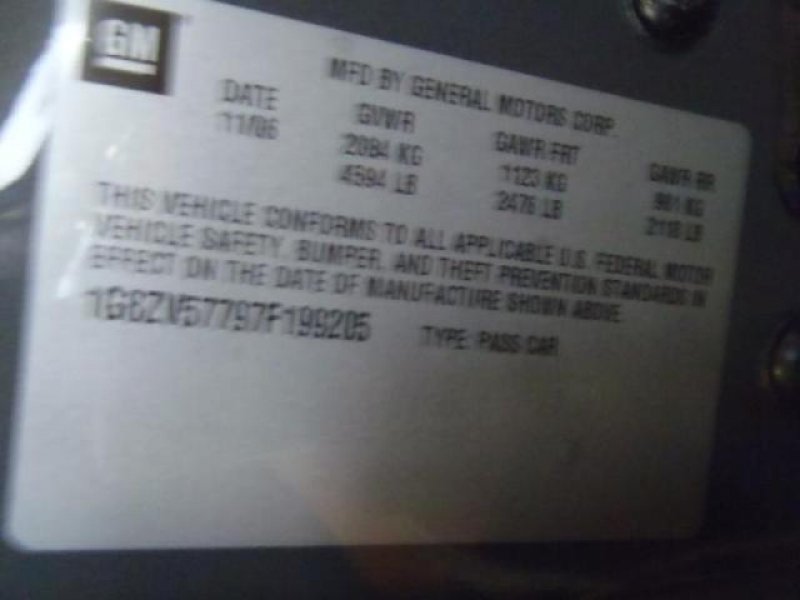 GM
MFD BY GENERAL MOTORS CORP.
DATE GVWR GAWR FRT GAWR RR
11/06 2084 KG 1123 KG 961 KG
4594 LB 2476 LB 2118 LB
THIS VEHICLE CONFORMS TO ALL APPLICABLE U.S. FEDERAL MOTOR
VEHICLE SAFETY, BUMPER, AND THEFT PREVENTION STANDARDS IN
EFFECT ON THE DATE OF MANUFACTURE SHOWN ABOVE.
1G8ZV57797F199205 TYPE: PASS CAR